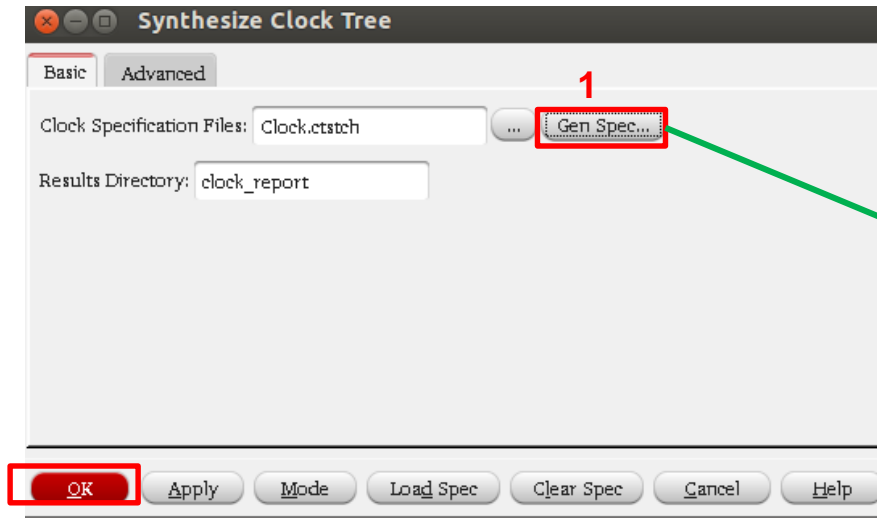 Synthesize Clock Tree
Basic Advanced
1
Clock Specification Files: Clock.ctstch ... Gen Spec...
Results Directory: clock_report
OK Apply Mode Load Spec Clear Spec Cancel Help